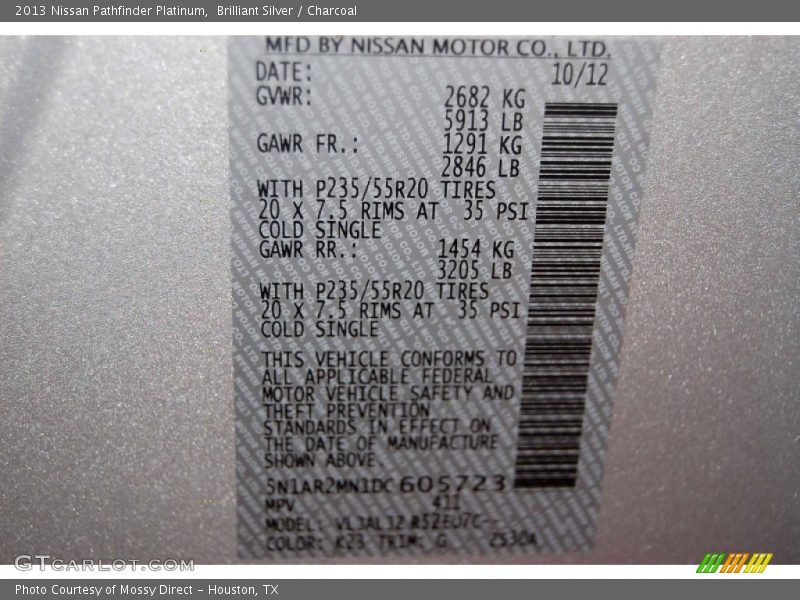 2013 Nissan Pathfinder Platinum, Brilliant Silver / Charcoal
MFD BY NISSAN MOTOR CO., LTD.
DATE: 10/12
GVWR: 2682 KG
5913 LB
GAWR FR.: 1291 KG
2846 LB
WITH P235/55R20 TIRES
20 X 7.5 RIMS AT 35 PSI
COLD SINGLE
GAWR RR.: 1454 KG
3205 LB
WITH P235/55R20 TIRES
20 X 7.5 RIMS AT 35 PSI
COLD SINGLE
THIS VEHICLE CONFORMS TO
ALL APPLICABLE FEDERAL
MOTOR VEHICLE SAFETY AND
THEFT PREVENTION
STANDARDS IN EFFECT ON
THE DATE OF MANUFACTURE
SHOWN ABOVE.
5N1AR2MN1DC 605723
MPV 411
MODEL:
COLOR: K23 TRIM: G
GTCARLOT.COM
Photo Courtesy of Mossy Direct – Houston, TX